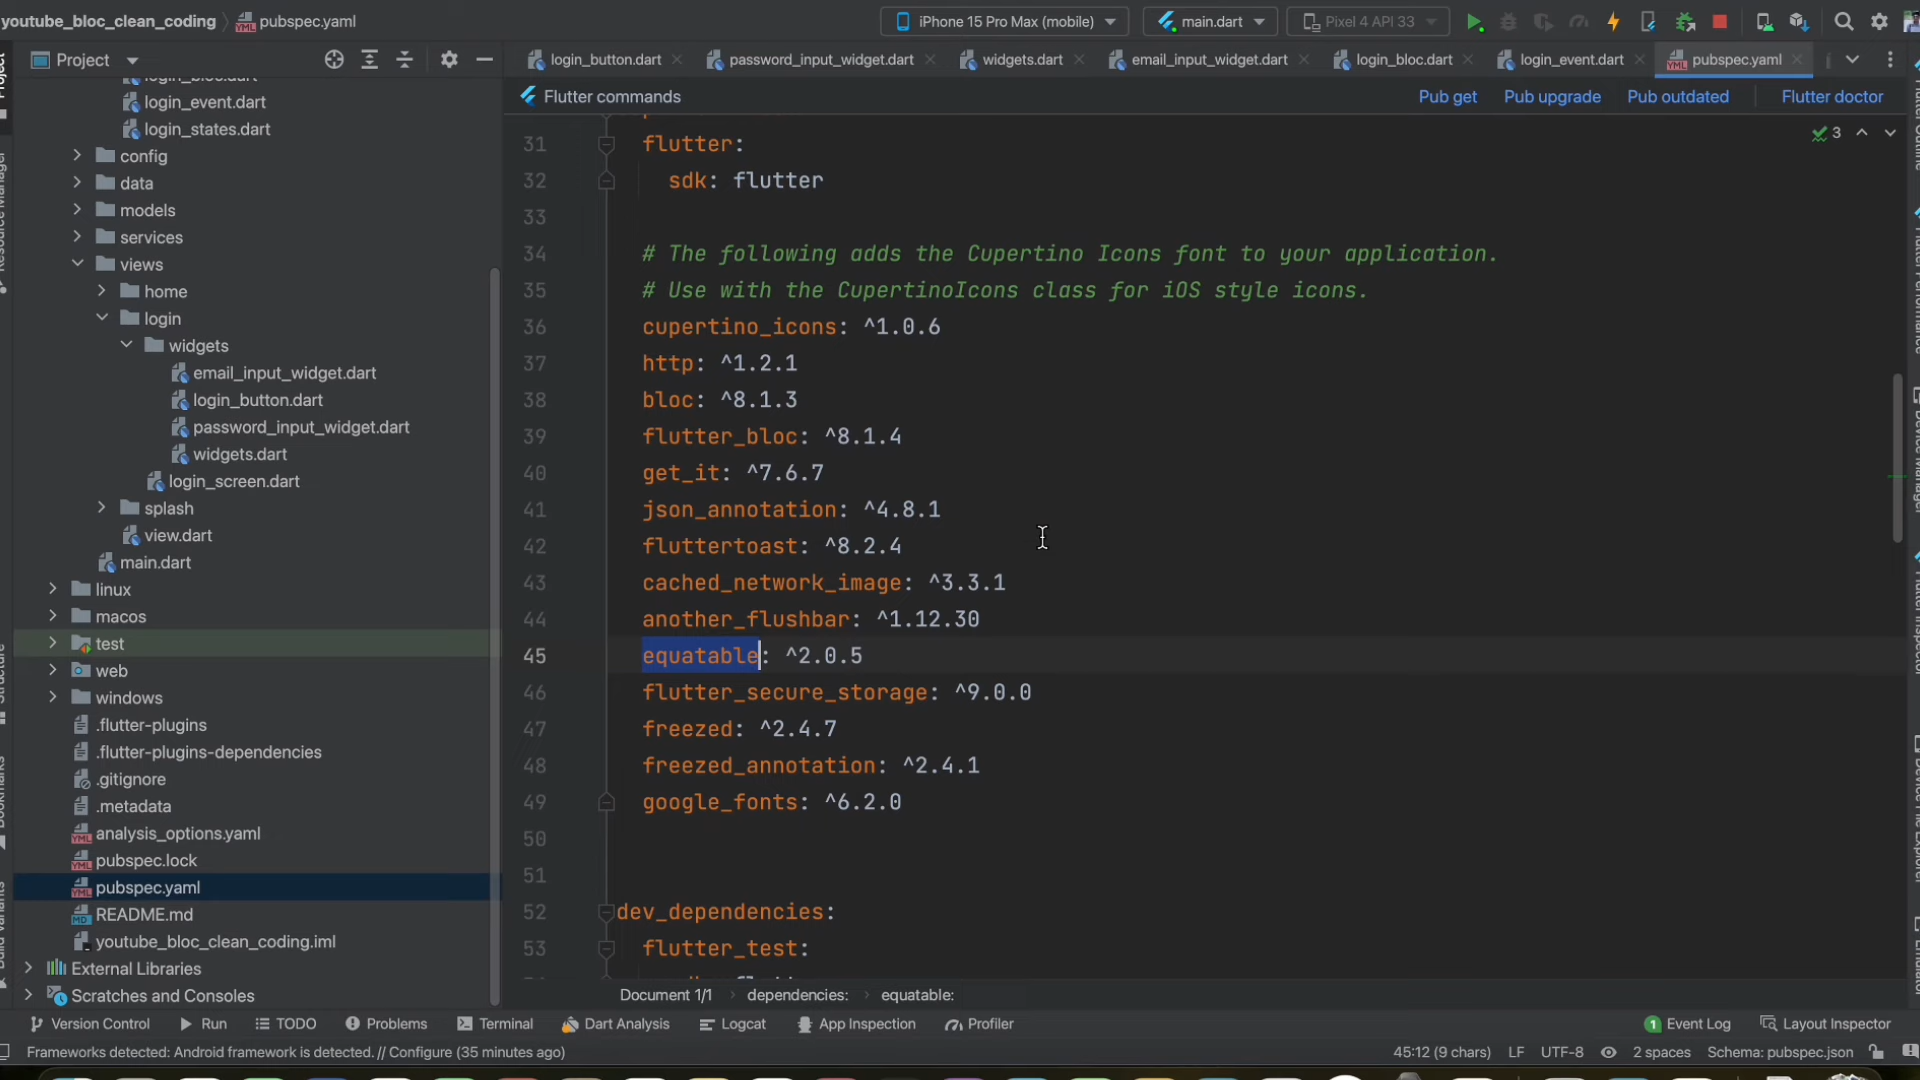 youtube_bloc_clean_coding pubspec.yaml iPhone 15 Pro Max (mobile) main.dart Pixel 4 API 33
Project
login_button.dart password_input_widget.dart widgets.dart email_input_widget.dart login_bloc.dart login_event.dart pubspec.yaml
login_bloc.dart
login_event.dart
login_states.dart
config
data
models
services
views
home
login
widgets
email_input_widget.dart
login_button.dart
password_input_widget.dart
widgets.dart
login_screen.dart
splash
view.dart
main.dart
linux
macos
test
web
windows
.flutter-plugins
.flutter-plugins-dependencies
.gitignore
.metadata
analysis_options.yaml
pubspec.lock
pubspec.yaml
README.md
youtube_bloc_clean_coding.iml
External Libraries
Scratches and Consoles
Flutter commands Pub get Pub upgrade Pub outdated Flutter doctor
3
31 flutter:
32 sdk: flutter
33
34 # The following adds the Cupertino Icons font to your application.
35 # Use with the CupertinoIcons class for iOS style icons.
36 cupertino_icons: ^1.0.6
37 http: ^1.2.1
38 bloc: ^8.1.3
39 flutter_bloc: ^8.1.4
40 get_it: ^7.6.7
41 json_annotation: ^4.8.1
42 fluttertoast: ^8.2.4
43 cached_network_image: ^3.3.1
44 another_flushbar: ^1.12.30
45 equatable: ^2.0.5
46 flutter_secure_storage: ^9.0.0
47 freezed: ^2.4.7
48 freezed_annotation: ^2.4.1
49 google_fonts: ^6.2.0
50
51
52 dev_dependencies:
53 flutter_test:
Document 1/1 dependencies: equatable:
Version Control Run TODO Problems Terminal Dart Analysis Logcat App Inspection Profiler 1 Event Log Layout Inspector
Frameworks detected: Android framework is detected. // Configure (35 minutes ago) 45:12 (9 chars) LF UTF-8 2 spaces Schema: pubspec.json